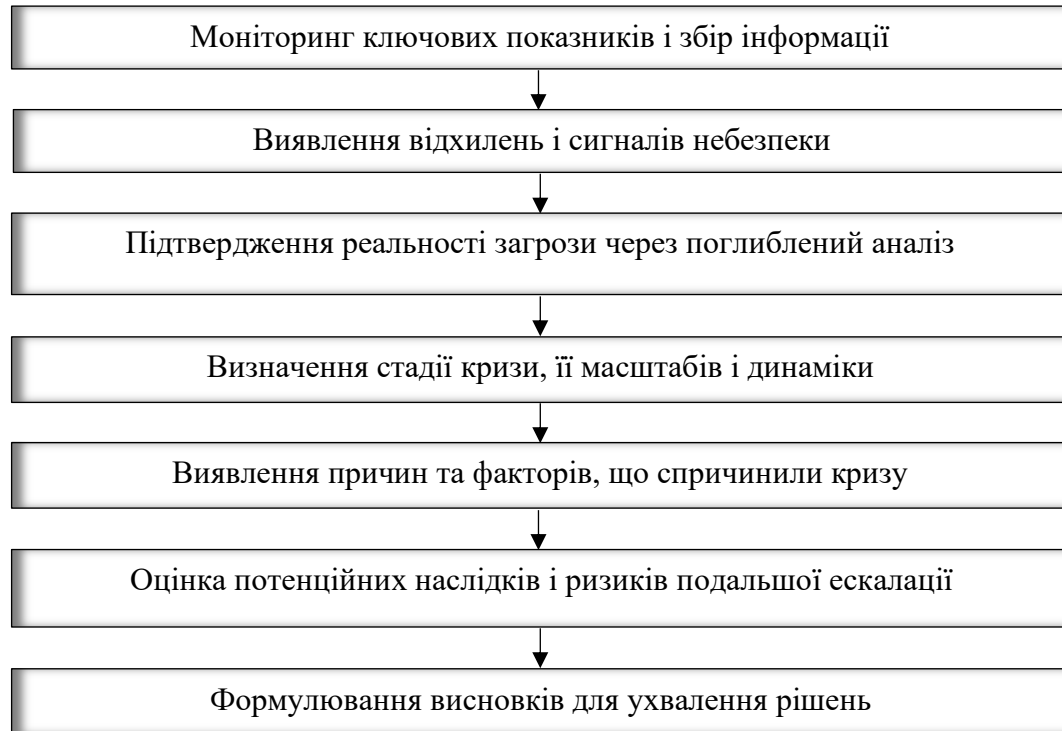 Моніторинг ключових показників і збір інформації
Виявлення відхилень і сигналів небезпеки
Підтвердження реальності загрози через поглиблений аналіз
Визначення стадії кризи, її масштабів і динаміки
Виявлення причин та факторів, що спричинили кризу
Оцінка потенційних наслідків і ризиків подальшої ескалації
Формулювання висновків для ухвалення рішень